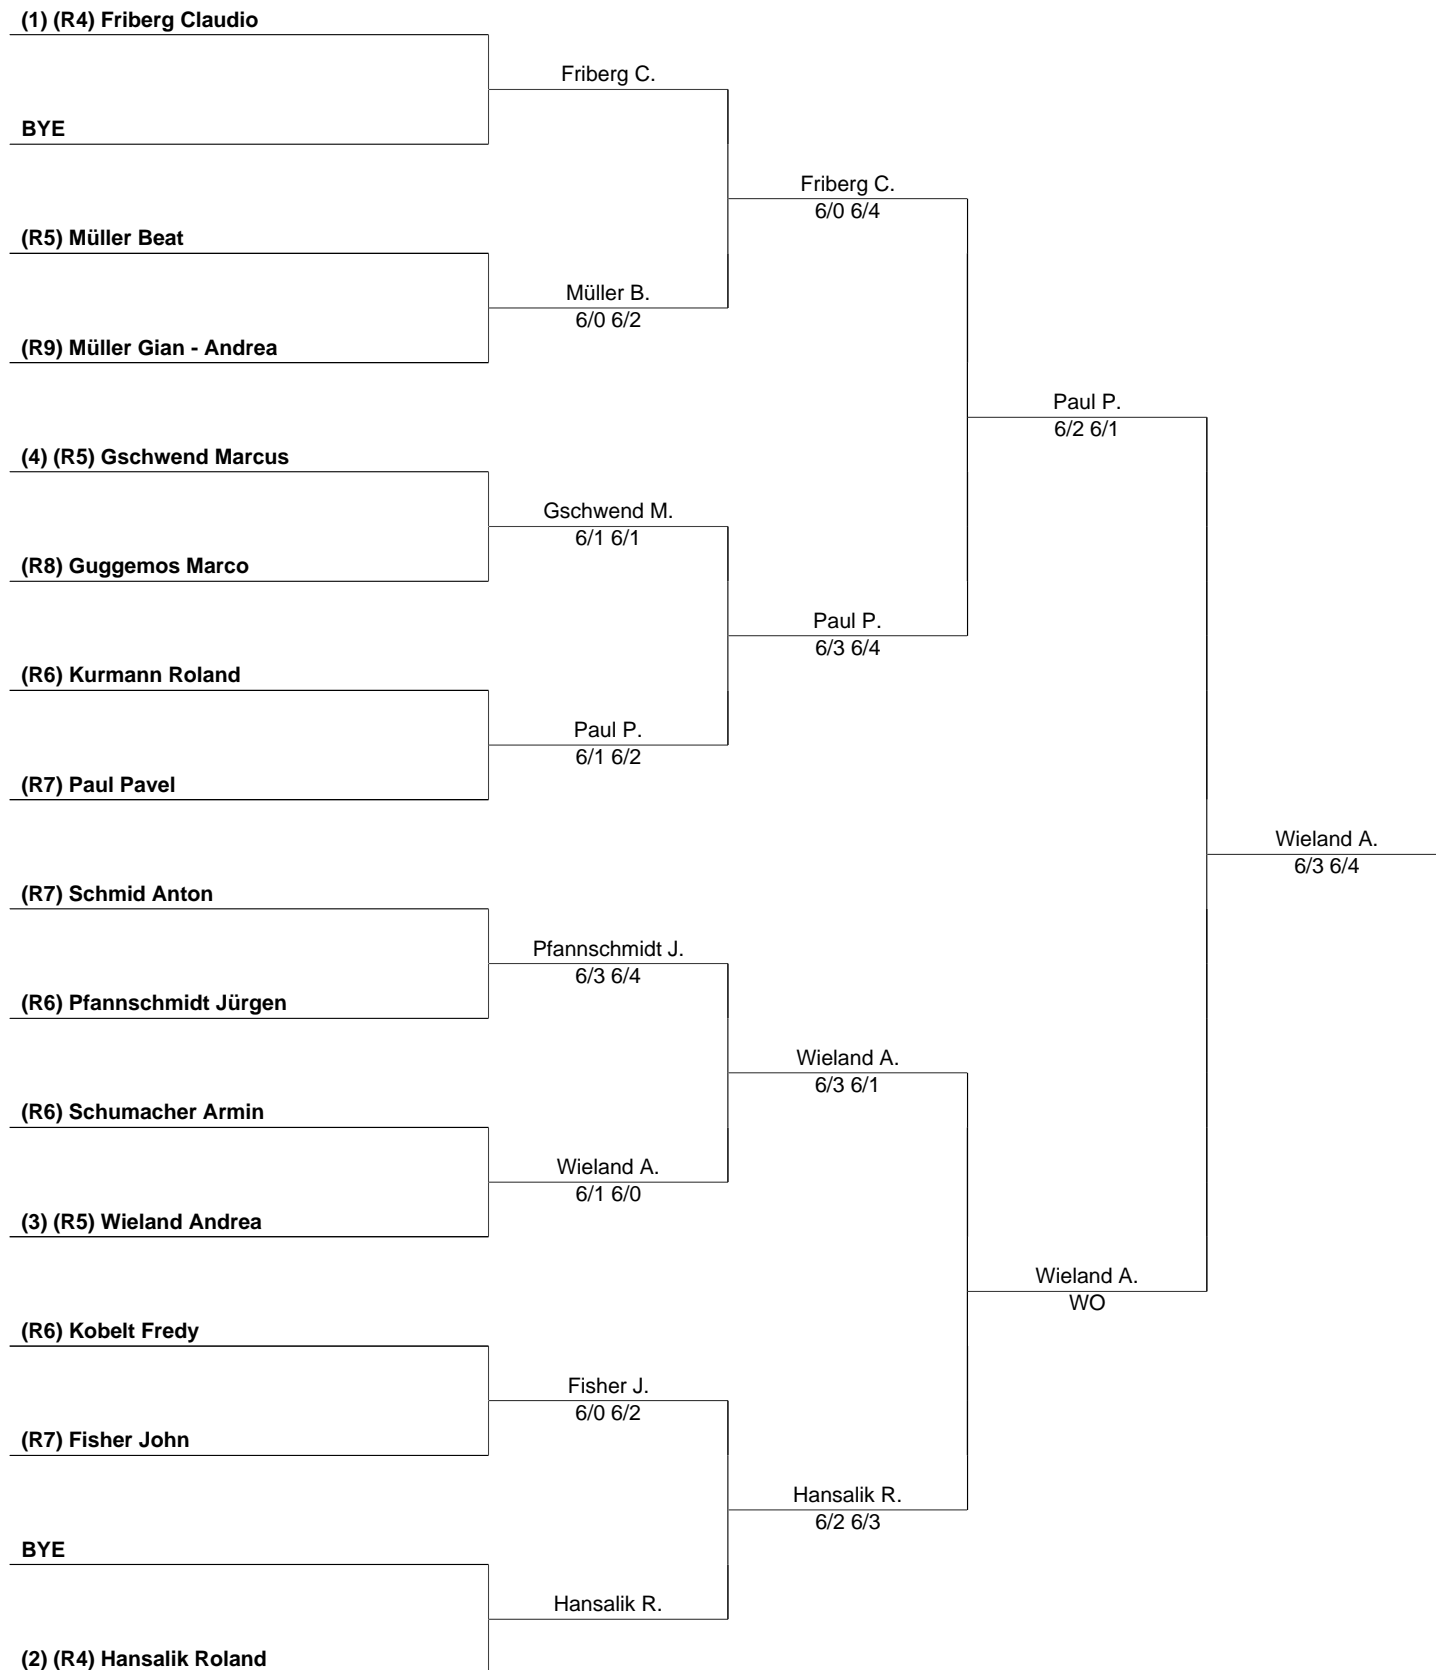 (1) (R4) Friberg Claudio
Friberg C.
BYE
Friberg C.
6/0 6/4
(R5) Müller Beat
Müller B.
6/0 6/2
(R9) Müller Gian - Andrea
Paul P.
6/2 6/1
(4) (R5) Gschwend Marcus
Gschwend M.
6/1 6/1
(R8) Guggemos Marco
Paul P.
6/3 6/4
(R6) Kurmann Roland
Paul P.
6/1 6/2
(R7) Paul Pavel
Wieland A.
6/3 6/4
(R7) Schmid Anton
Pfannschmidt J.
6/3 6/4
(R6) Pfannschmidt Jürgen
Wieland A.
6/3 6/1
(R6) Schumacher Armin
Wieland A.
6/1 6/0
(3) (R5) Wieland Andrea
Wieland A.
WO
(R6) Kobelt Fredy
Fisher J.
6/0 6/2
(R7) Fisher John
Hansalik R.
6/2 6/3
BYE
Hansalik R.
(2) (R4) Hansalik Roland